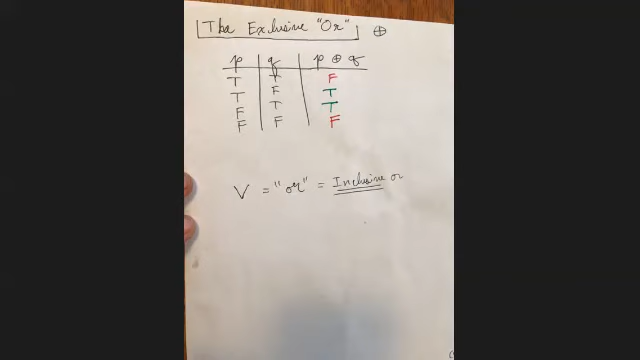 The Exclusive "Or" ⊕
p q p ⊕ q
T T F
T F T
F T T
F F F
V = "or" = Inclusive or